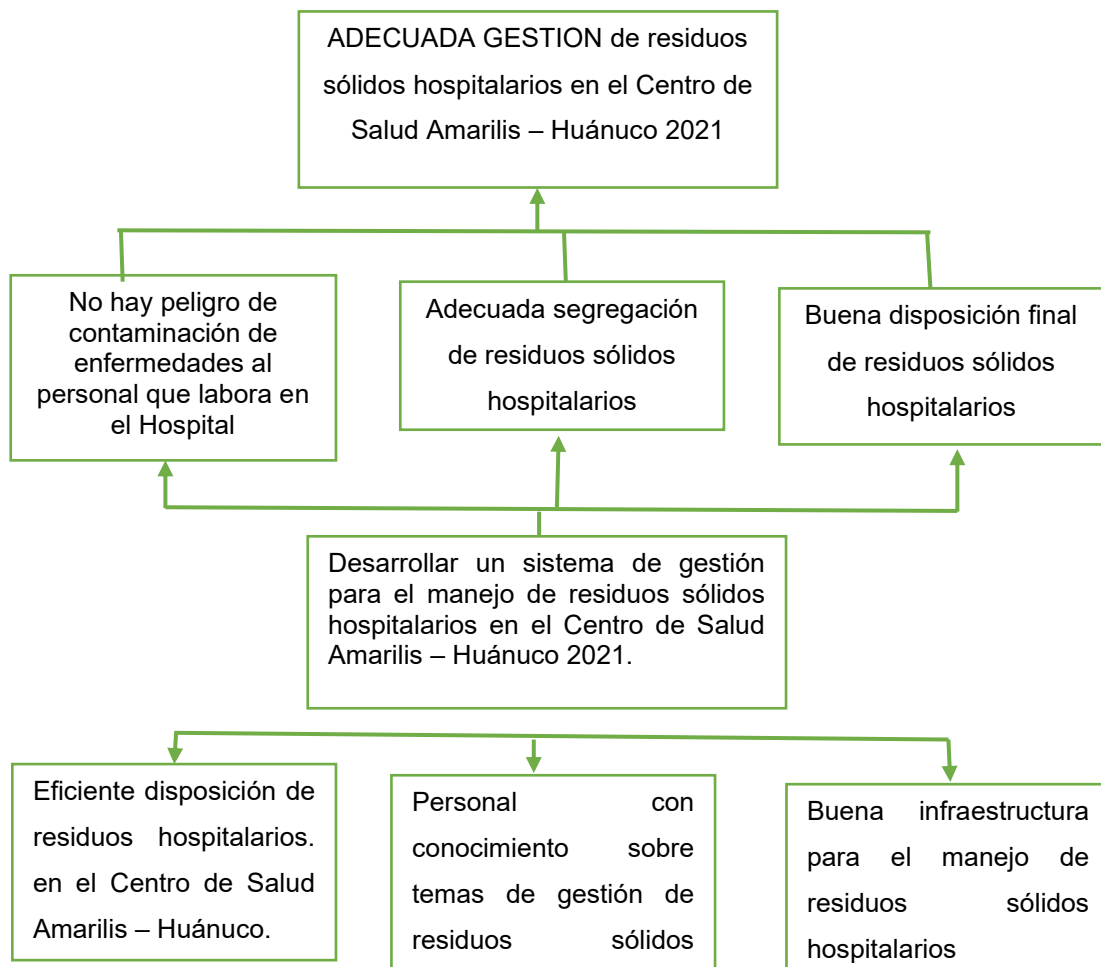 ADECUADA GESTION de residuos
sólidos hospitalarios en el Centro de
Salud Amarilis – Huánuco 2021
No hay peligro de
contaminación de
enfermedades al
personal que labora en
el Hospital
Adecuada segregación
de residuos sólidos
hospitalarios
Buena disposición final
de residuos sólidos
hospitalarios
Desarrollar un sistema de gestión
para el manejo de residuos sólidos
hospitalarios en el Centro de Salud
Amarilis – Huánuco 2021.
Eficiente disposición de
residuos hospitalarios.
en el Centro de Salud
Amarilis – Huánuco.
Personal con
conocimiento sobre
temas de gestión de
residuos sólidos
Buena infraestructura
para el manejo de
residuos sólidos
hospitalarios